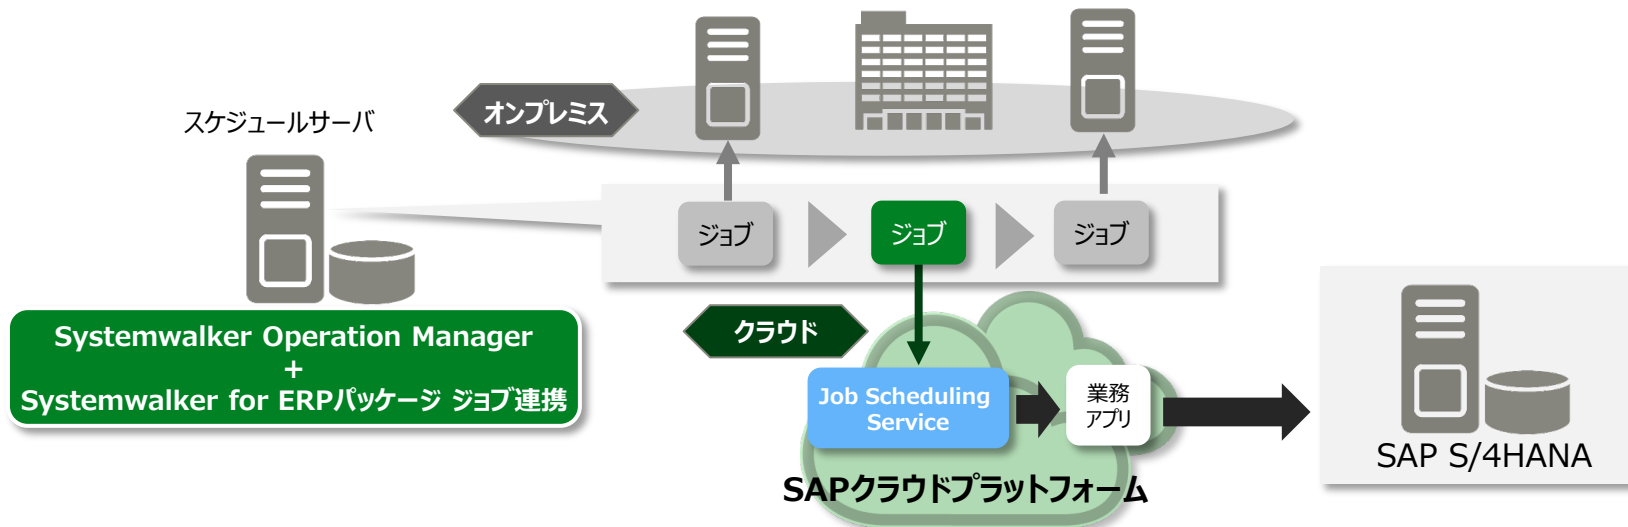 オンプレミス
スケジュールサーバ
ジョブ
ジョブ
ジョブ
Systemwalker Operation Manager
+
Systemwalker for ERPパッケージ ジョブ連携
クラウド
Job Scheduling
Service
業務
アプリ
SAPクラウドプラットフォーム
SAP S/4HANA